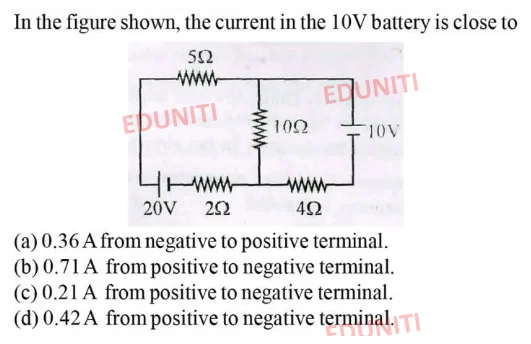 In the figure shown, the current in the 10V battery is close to
5Ω
EDUNITI
EDUNITI
10Ω
10V
20V 2Ω 4Ω
(a) 0.36 A from negative to positive terminal.
(b) 0.71 A from positive to negative terminal.
(c) 0.21 A from positive to negative terminal.
(d) 0.42 A from positive to negative terminal.
EDUNITI